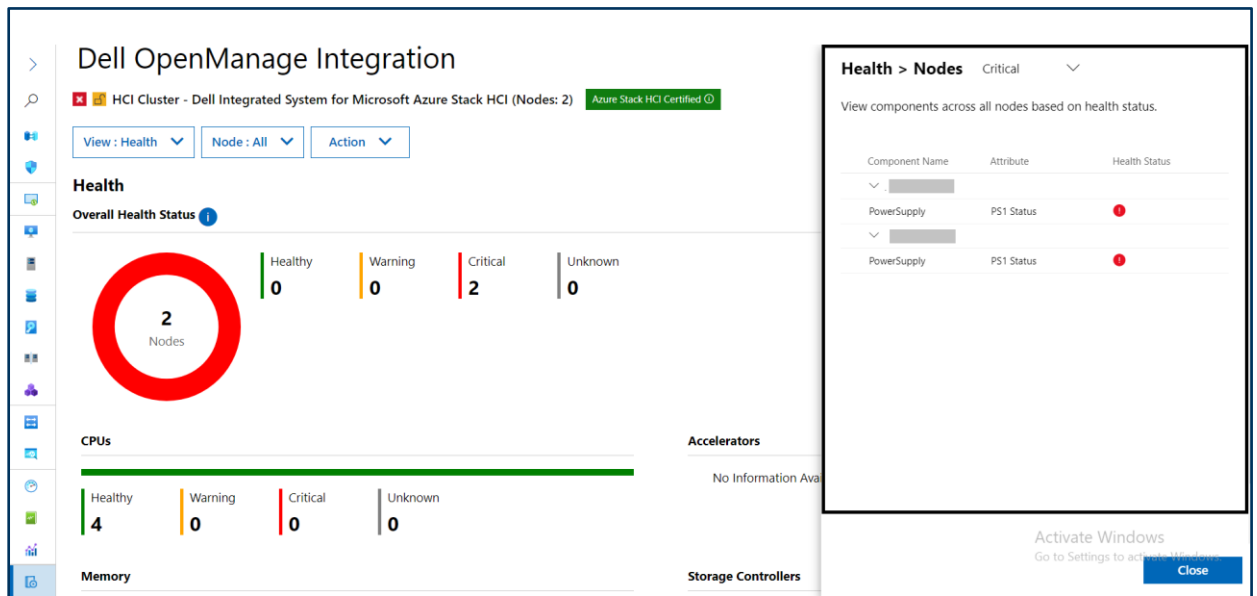 Dell OpenManage Integration
HCI Cluster - Dell Integrated System for Microsoft Azure Stack HCI (Nodes: 2) Azure Stack HCI Certified
View : Health Node : All Action
Health
Overall Health Status
2
Nodes
Healthy Warning Critical Unknown
0 0 2 0
CPUs
Healthy Warning Critical Unknown
4 0 0 0
Memory
Accelerators
No Information Avai
Storage Controllers
Health > Nodes Critical
View components across all nodes based on health status.
Component Name Attribute Health Status
PowerSupply PS1 Status
PowerSupply PS1 Status
Activate Windows
Go to Settings to activate Windows.
Close